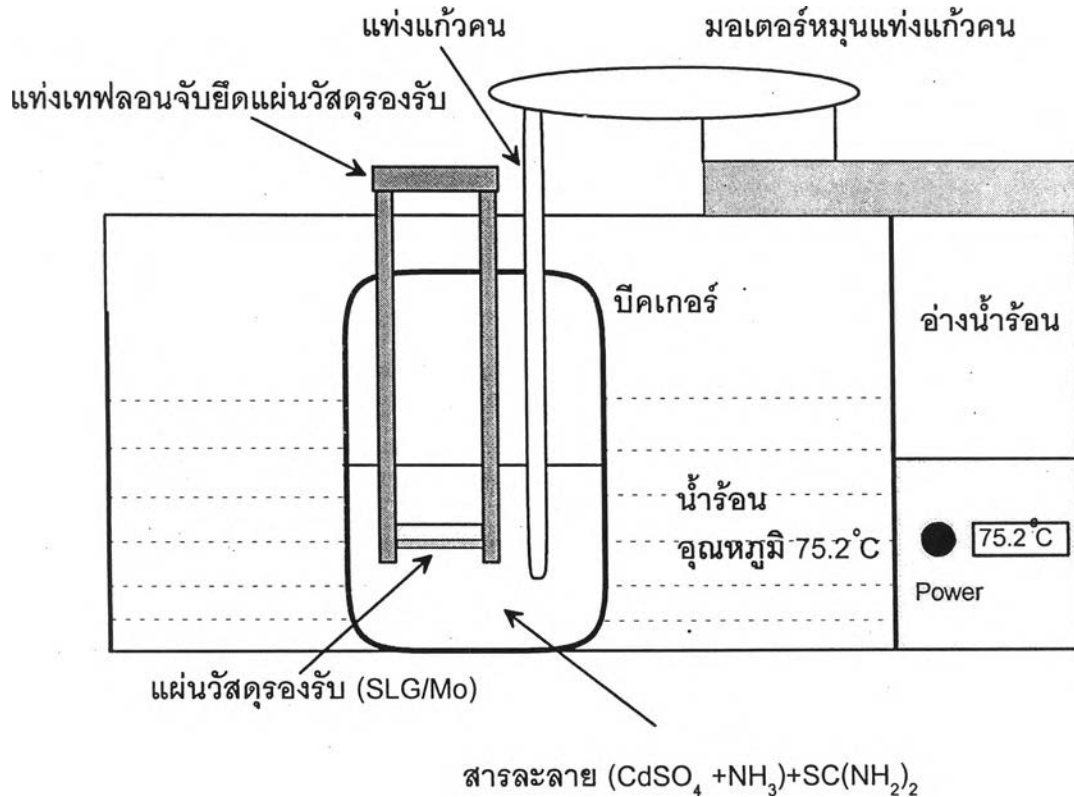 แท่งแก้วคน
มอเตอร์หมุนแท่งแก้วคน
แท่งเทฟลอนจับยึดแผ่นวัสดุรองรับ
บีคเกอร์
อ่างน้ำร้อน
น้ำร้อน
อุณหภูมิ 75.2°C
75.2°C
Power
แผ่นวัสดุรองรับ (SLG/Mo)
สารละลาย (CdSO₄ +NH₃)+SC(NH₂)₂